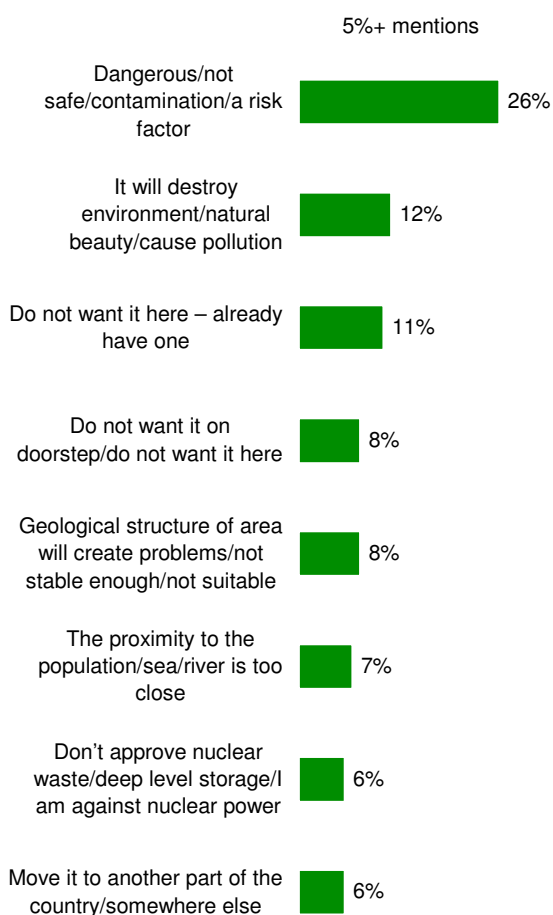 5%+ mentions
Dangerous/not
safe/contamination/a risk
factor
26%
It will destroy
environment/natural
beauty/cause pollution
12%
Do not want it here – already
have one
11%
Do not want it on
doorstep/do not want it here
8%
Geological structure of area
will create problems/not
stable enough/not suitable
8%
The proximity to the
population/sea/river is too
close
7%
Don't approve nuclear
waste/deep level storage/I
am against nuclear power
6%
Move it to another part of the
country/somewhere else
6%